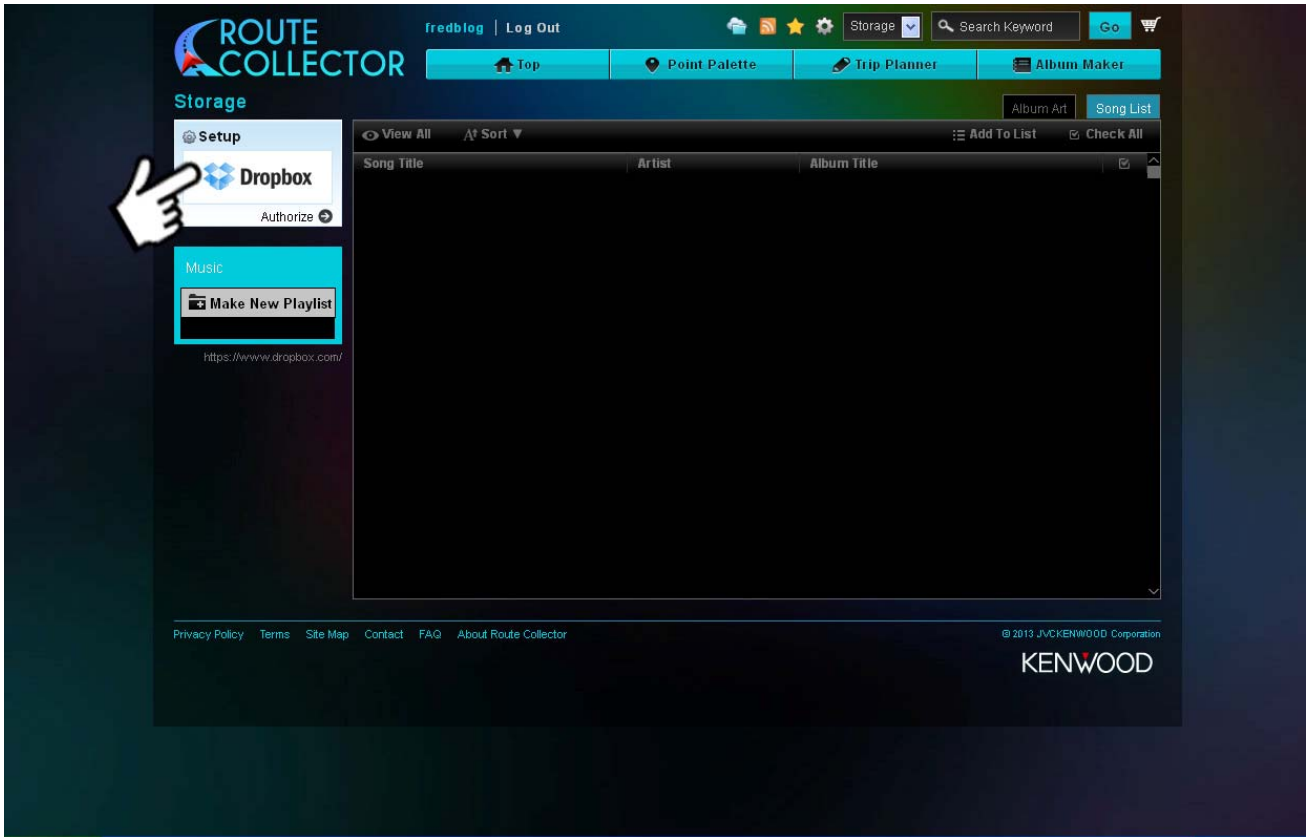 ROUTE
COLLECTOR
fredblog | Log Out
Storage
Search Keyword
Go
Top
Point Palette
Trip Planner
Album Maker
Storage
Album Art
Song List
Setup
Dropbox
Authorize
View All
Sort ▼
Add To List
Check All
Song Title
Artist
Album Title
Music
Make New Playlist
https://www.dropbox.com/
Privacy Policy Terms Site Map Contact FAQ About Route Collector
© 2013 JVCKENWOOD Corporation
KENWOOD